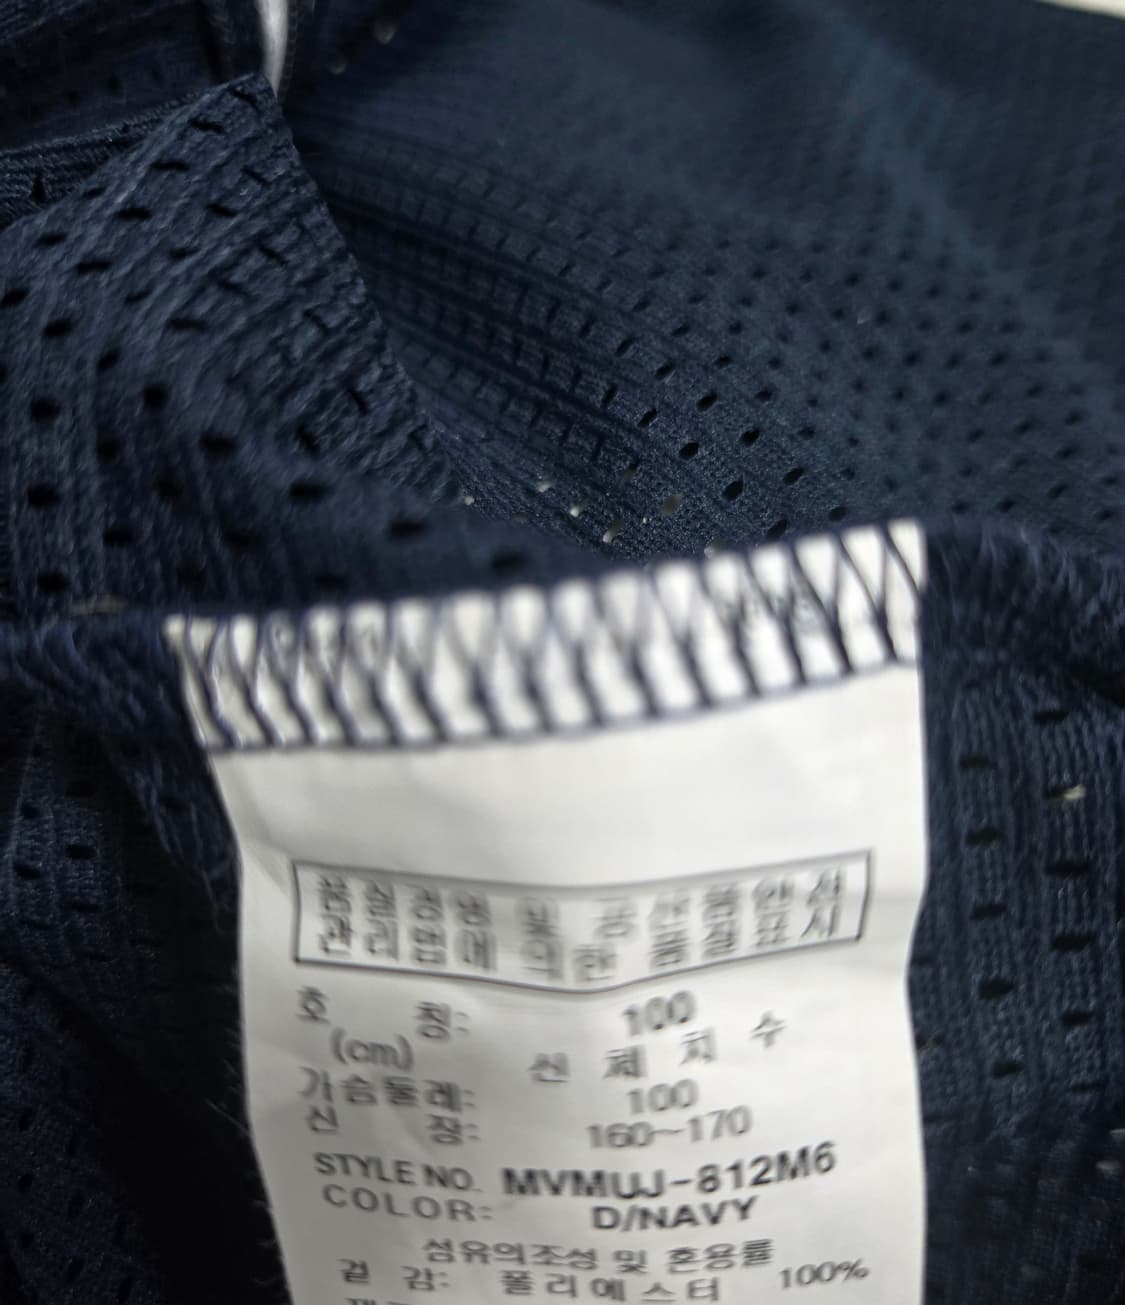 품질경영 및 공산품안전
관리법에 의한 품질표시
호 칭: 100
(cm) 신 체 치 수
가슴둘레: 100
신 장: 160~170
STYLE NO. MVMUJ-812M6
COLOR: D/NAVY
섬유의조성 및 혼용률
겉 감: 폴리에스터 100%